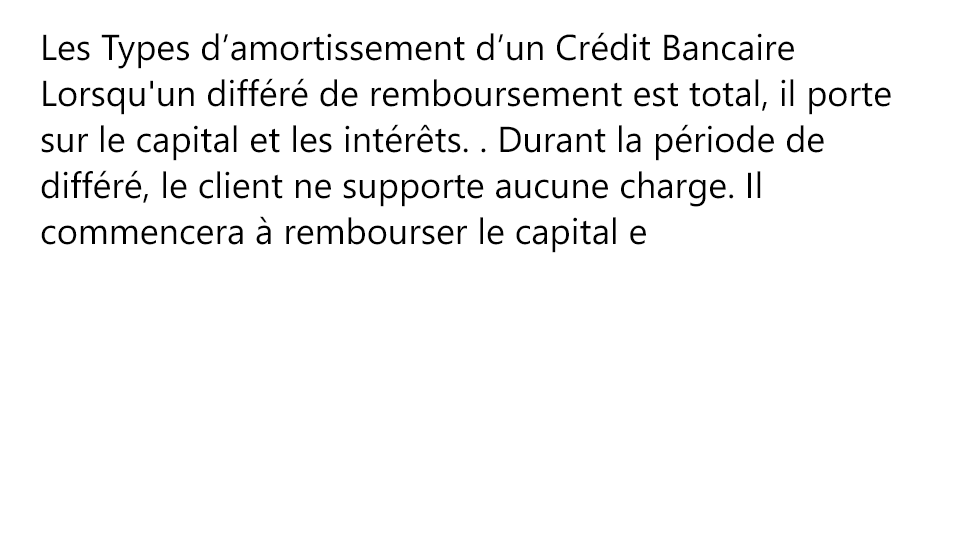 Les Types d’amortissement d’un Crédit Bancaire
Lorsqu'un différé de remboursement est total, il porte
sur le capital et les intérêts. . Durant la période de
différé, le client ne supporte aucune charge. Il
commencera à rembourser le capital e